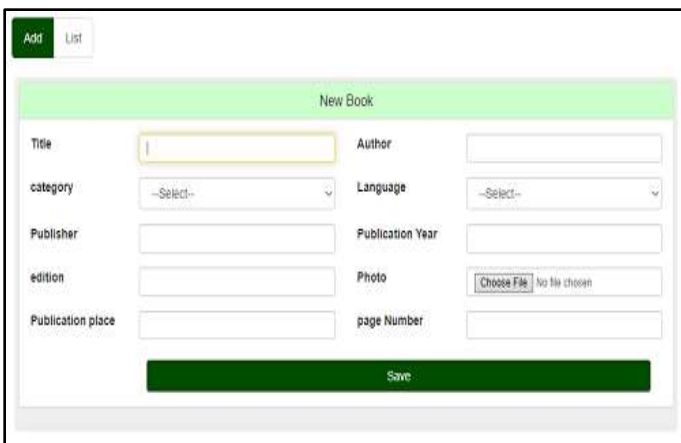 Add List
New Book
Title Author
category --Select-- Language --Select--
Publisher Publication Year
edition Photo Choose File No file chosen
Publication place page Number
Save